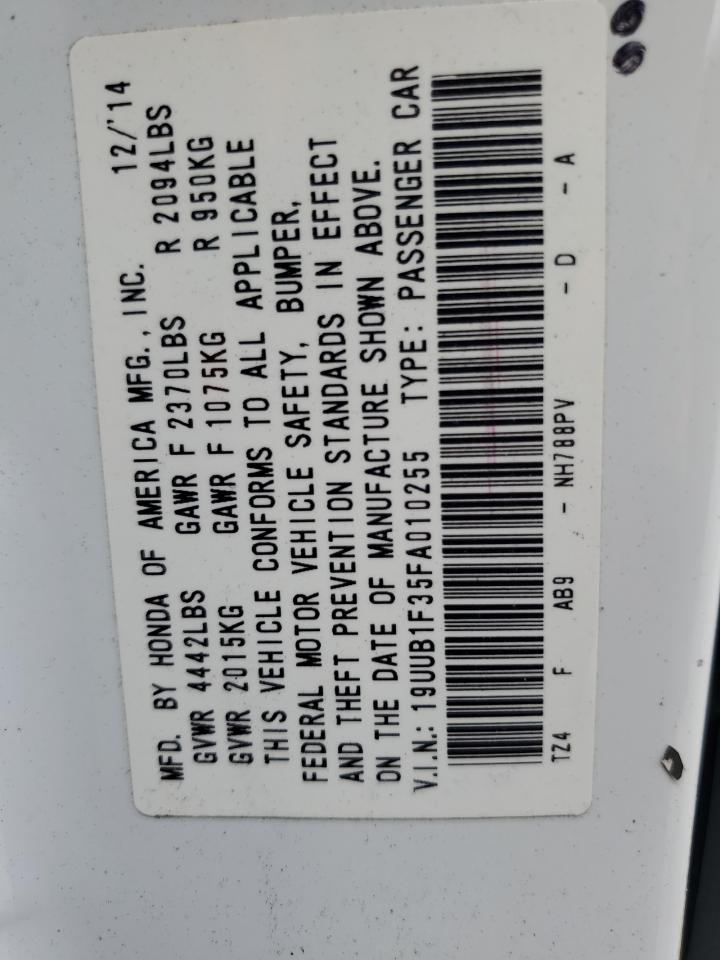 MFD. BY HONDA OF AMERICA MFG., INC. 12/'14
GVWR 4442LBS GAWR F 2370LBS R 2094LBS
GVWR 2015KG GAWR F 1075KG R 950KG
THIS VEHICLE CONFORMS TO ALL APPLICABLE
FEDERAL MOTOR VEHICLE SAFETY, BUMPER,
AND THEFT PREVENTION STANDARDS IN EFFECT
ON THE DATE OF MANUFACTURE SHOWN ABOVE.
V.I.N.: 19UUB1F35FA010255 TYPE: PASSENGER CAR
TZ4 F AB9 - NH788PV - D - A